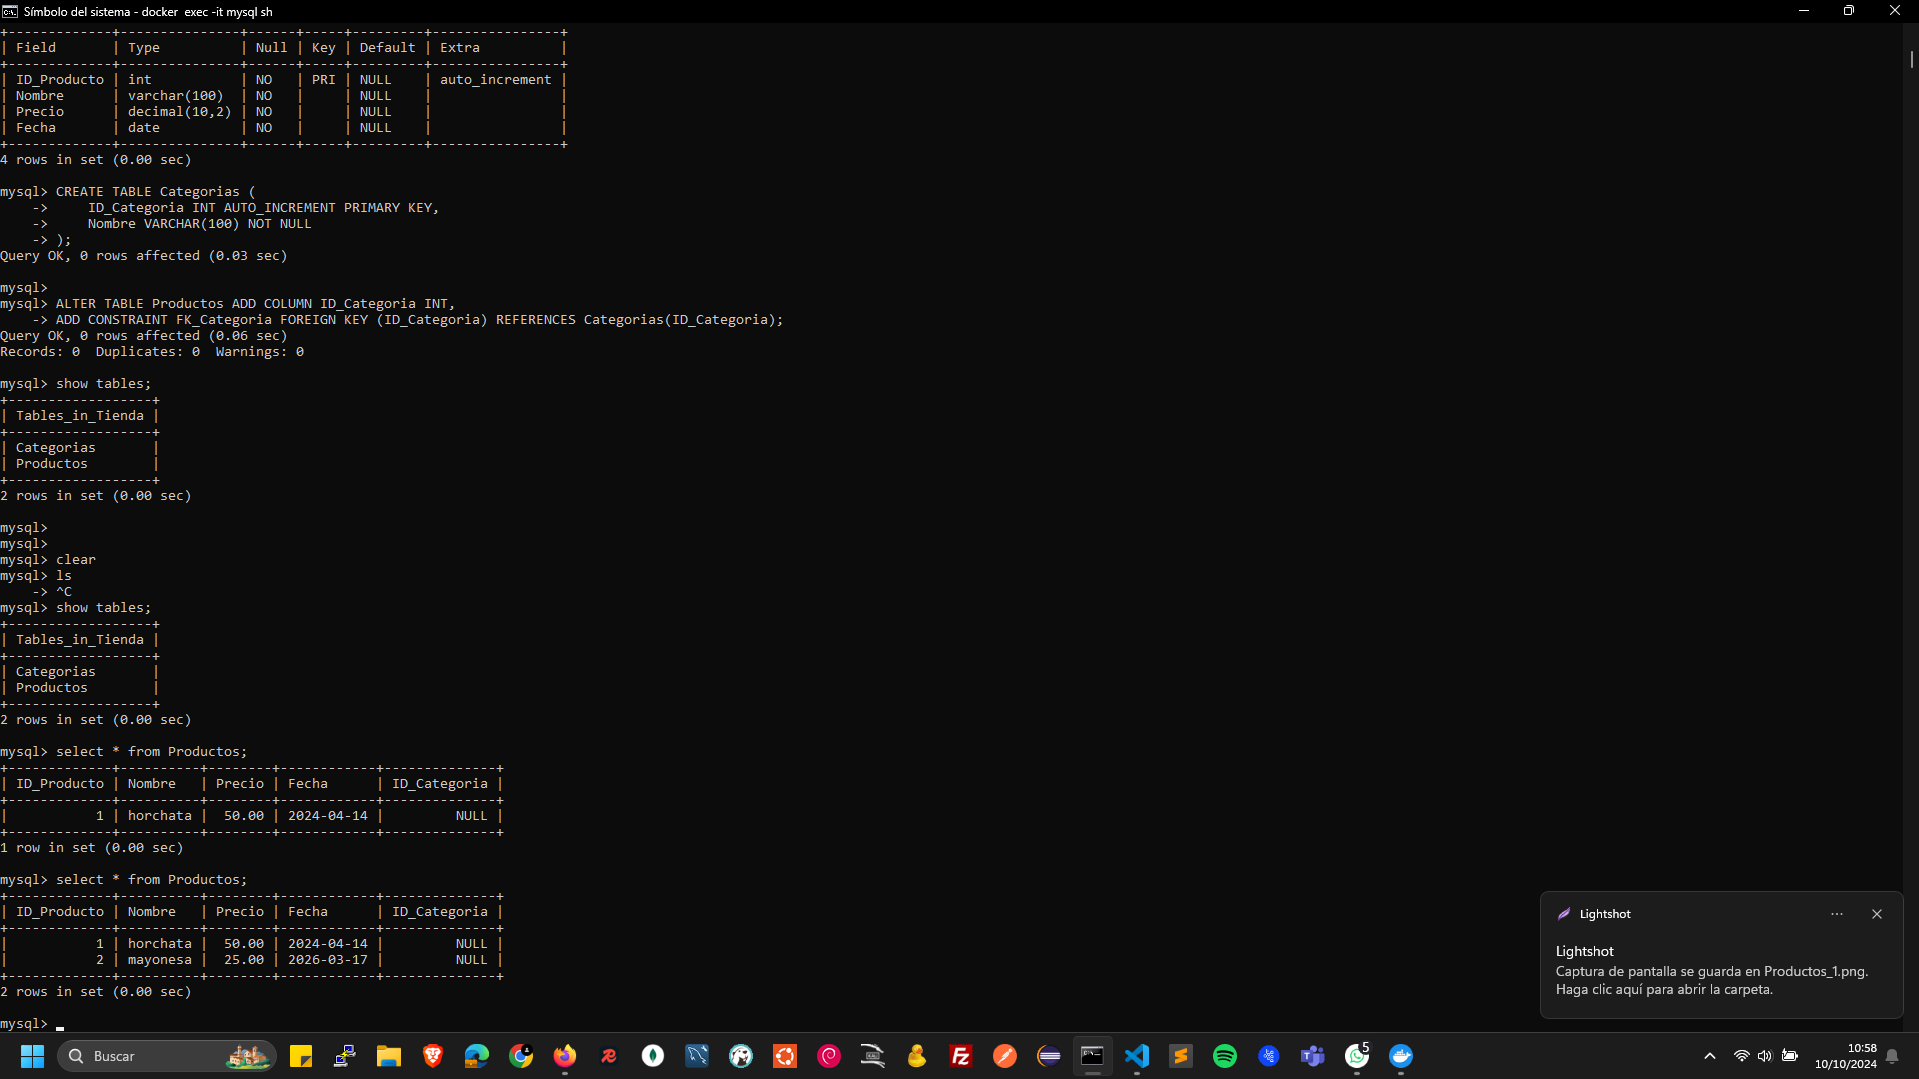 Símbolo del sistema - docker  exec -it mysql sh
+-------------+---------------+------+-----+---------+----------------+
| Field       | Type          | Null | Key | Default | Extra          |
+-------------+---------------+------+-----+---------+----------------+
| ID_Producto | int           | NO   | PRI | NULL    | auto_increment |
| Nombre      | varchar(100)  | NO   |     | NULL    |                |
| Precio      | decimal(10,2) | NO   |     | NULL    |                |
| Fecha       | date          | NO   |     | NULL    |                |
+-------------+---------------+------+-----+---------+----------------+
4 rows in set (0.00 sec)
mysql> CREATE TABLE Categorias (
    ->     ID_Categoria INT AUTO_INCREMENT PRIMARY KEY,
    ->     Nombre VARCHAR(100) NOT NULL
    -> );
Query OK, 0 rows affected (0.03 sec)
mysql>
mysql> ALTER TABLE Productos ADD COLUMN ID_Categoria INT,
    -> ADD CONSTRAINT FK_Categoria FOREIGN KEY (ID_Categoria) REFERENCES Categorias(ID_Categoria);
Query OK, 0 rows affected (0.06 sec)
Records: 0  Duplicates: 0  Warnings: 0
mysql> show tables;
+------------------+
| Tables_in_Tienda |
+------------------+
| Categorias       |
| Productos        |
+------------------+
2 rows in set (0.00 sec)
mysql>
mysql>
mysql> clear
mysql> ls
    -> ^C
mysql> show tables;
+------------------+
| Tables_in_Tienda |
+------------------+
| Categorias       |
| Productos        |
+------------------+
2 rows in set (0.00 sec)
mysql> select * from Productos;
+-------------+----------+--------+------------+--------------+
| ID_Producto | Nombre   | Precio | Fecha      | ID_Categoria |
+-------------+----------+--------+------------+--------------+
|           1 | horchata |  50.00 | 2024-04-14 |         NULL |
+-------------+----------+--------+------------+--------------+
1 row in set (0.00 sec)
mysql> select * from Productos;
+-------------+----------+--------+------------+--------------+
| ID_Producto | Nombre   | Precio | Fecha      | ID_Categoria |
+-------------+----------+--------+------------+--------------+
|           1 | horchata |  50.00 | 2024-04-14 |         NULL |
|           2 | mayonesa |  25.00 | 2026-03-17 |         NULL |
+-------------+----------+--------+------------+--------------+
2 rows in set (0.00 sec)
mysql>
Lightshot
Lightshot
Captura de pantalla se guarda en Productos_1.png.
Haga clic aquí para abrir la carpeta.
Buscar
5
10:58
10/10/2024